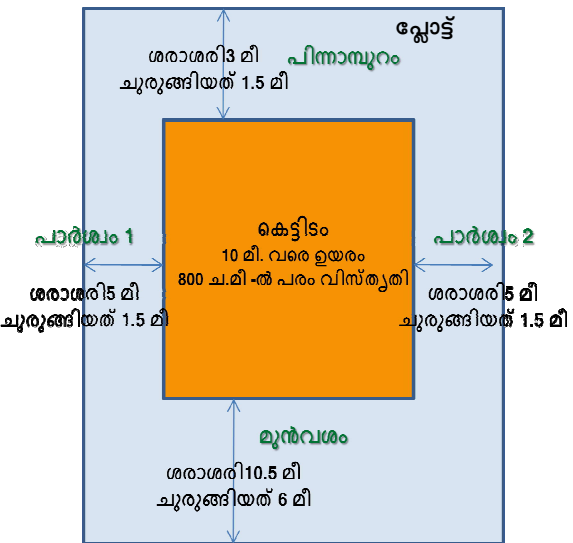 പ്ലോട്ട്
ശരാശരി3 മീ
ചുരുങ്ങിയത് 1.5 മീ
പിന്നാമ്പുറം
കെട്ടിടം
10 മീ. വരെ ഉയരം
800 ച.മീ -ൽ പരം വിസ്തൃതി
പാർശ്വം 1
ശരാശരി5 മീ
ചുരുങ്ങിയത് 1.5 മീ
പാർശ്വം 2
ശരാശരി5 മീ
ചുരുങ്ങിയത് 1.5 മീ
മുൻവശം
ശരാശരി10.5 മീ
ചുരുങ്ങിയത് 6 മീ